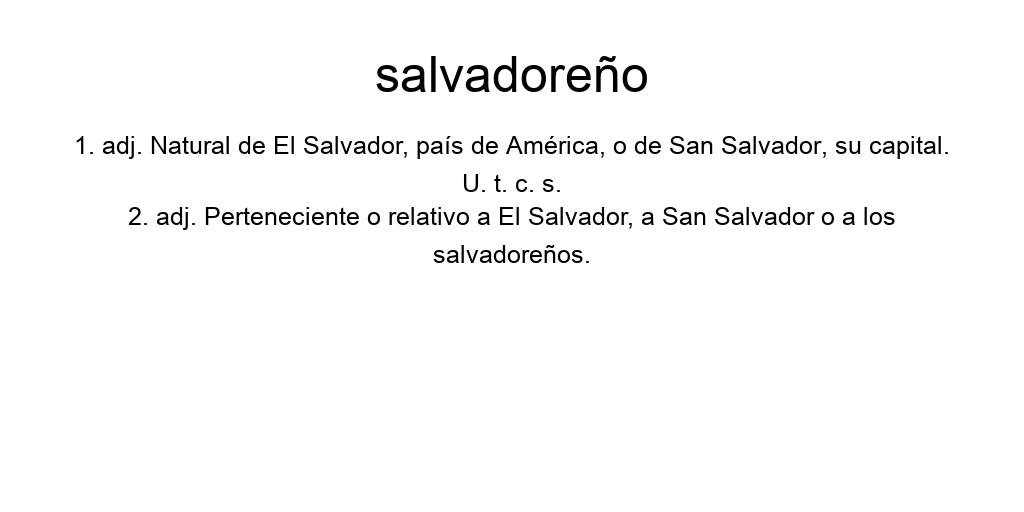 salvadoreño
1. adj. Natural de El Salvador, país de América, o de San Salvador, su capital.
U. t. c. s.
2. adj. Perteneciente o relativo a El Salvador, a San Salvador o a los
salvadoreños.